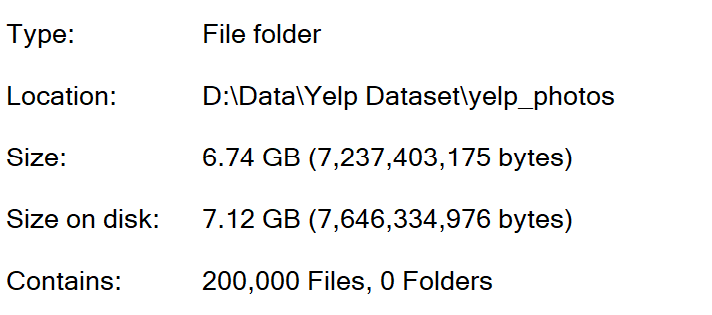 Type: File folder
Location: D:\Data\Yelp Dataset\yelp_photos
Size: 6.74 GB (7,237,403,175 bytes)
Size on disk: 7.12 GB (7,646,334,976 bytes)
Contains: 200,000 Files, 0 Folders